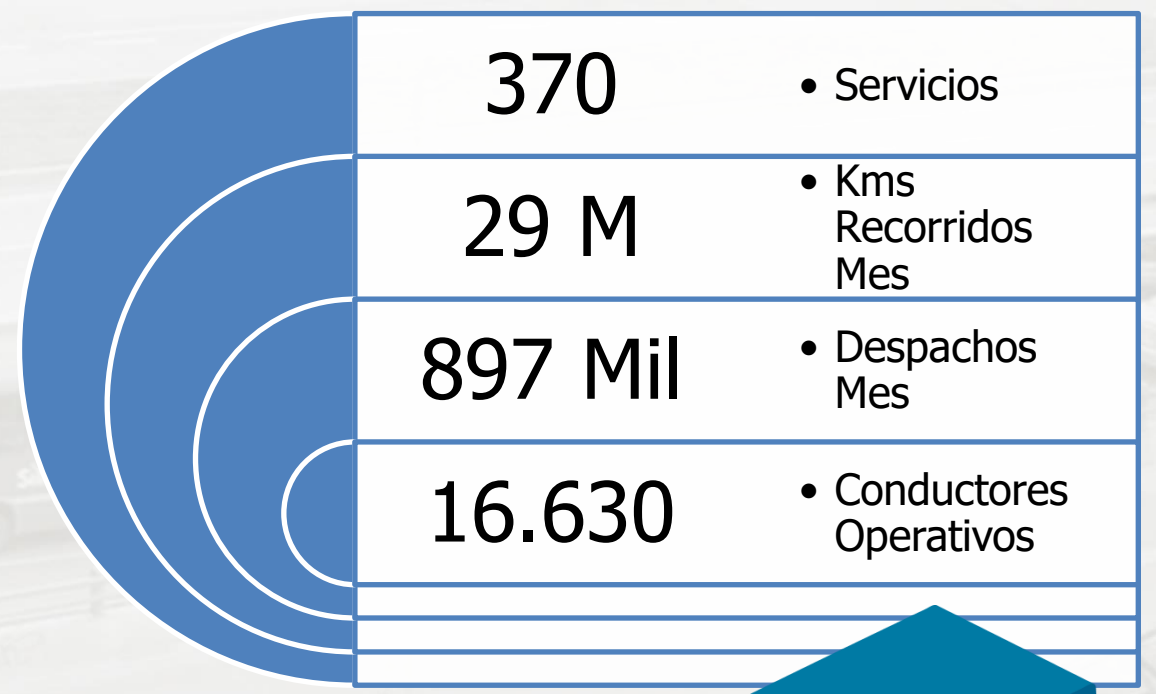 370
• Servicios
29 M
• Kms
Recorridos
Mes
897 Mil
• Despachos
Mes
16.630
• Conductores
Operativos